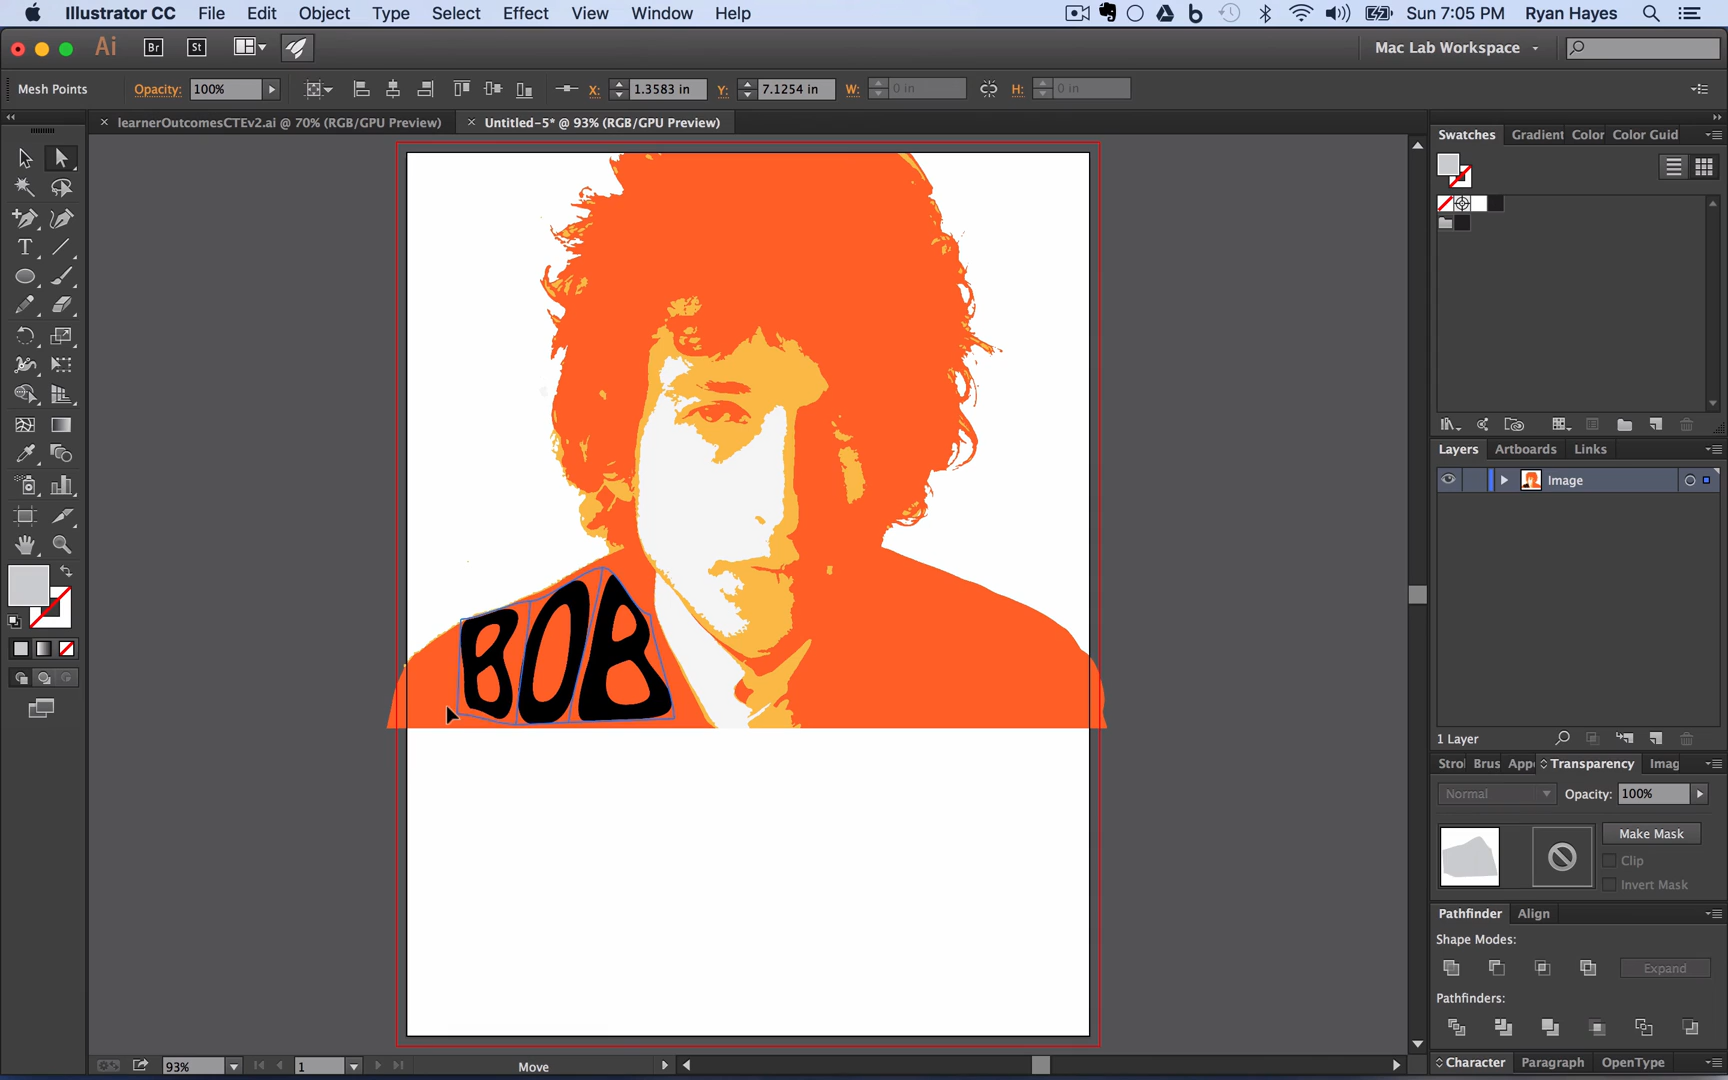 Illustrator CC File Edit Object Type Select Effect View Window Help Sun 7:05 PM Ryan Hayes
Ai Br St Mac Lab Workspace
Mesh Points Opacity: 100% X: 1.3583 in Y: 7.1254 in W: 0 in H: 0 in
× learnerOutcomesCTEv2.ai @ 70% (RGB/GPU Preview) × Untitled-5* @ 93% (RGB/GPU Preview)
Swatches Gradient Color Color Guid
BOB
Layers Artboards Links
Image
1 Layer
Stro Brus Appe Transparency Imag
Normal Opacity: 100%
Make Mask
Clip
Invert Mask
Pathfinder Align
Shape Modes:
Expand
Pathfinders:
Character Paragraph OpenType
93% 1 Move